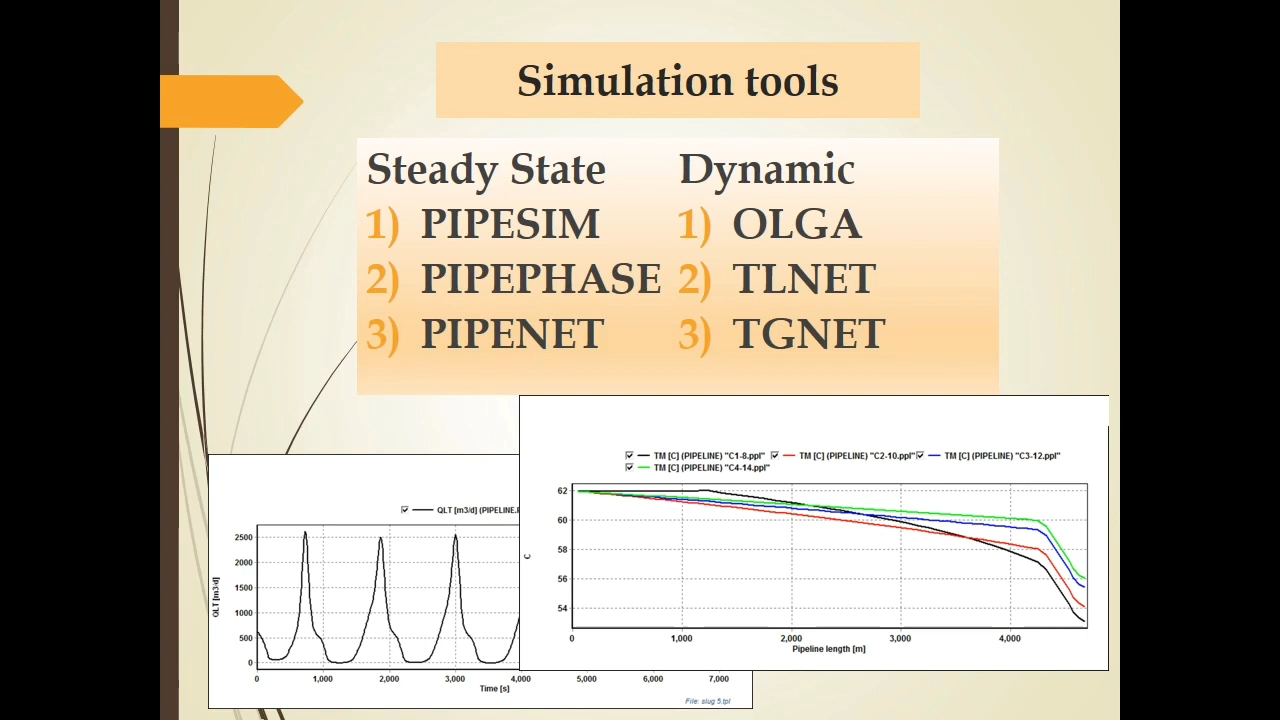 Simulation tools
Steady State
1) PIPESIM
2) PIPEPHASE
3) PIPENET
Dynamic
1) OLGA
2) TLNET
3) TGNET
QLT [m3/d] (PIPELINE.
QLT [m3/d]
2500
2000
1500
1000
500
0
0 1,000 2,000 3,000 4,000 5,000 6,000 7,000
Time [s]
File: slug 5.tpl
TM [C] (PIPELINE) "C1-8.ppl" TM [C] (PIPELINE) "C2-10.ppl" TM [C] (PIPELINE) "C3-12.ppl"
TM [C] (PIPELINE) "C4-14.ppl"
C
62
60
58
56
54
0 1,000 2,000 3,000 4,000
Pipeline length [m]